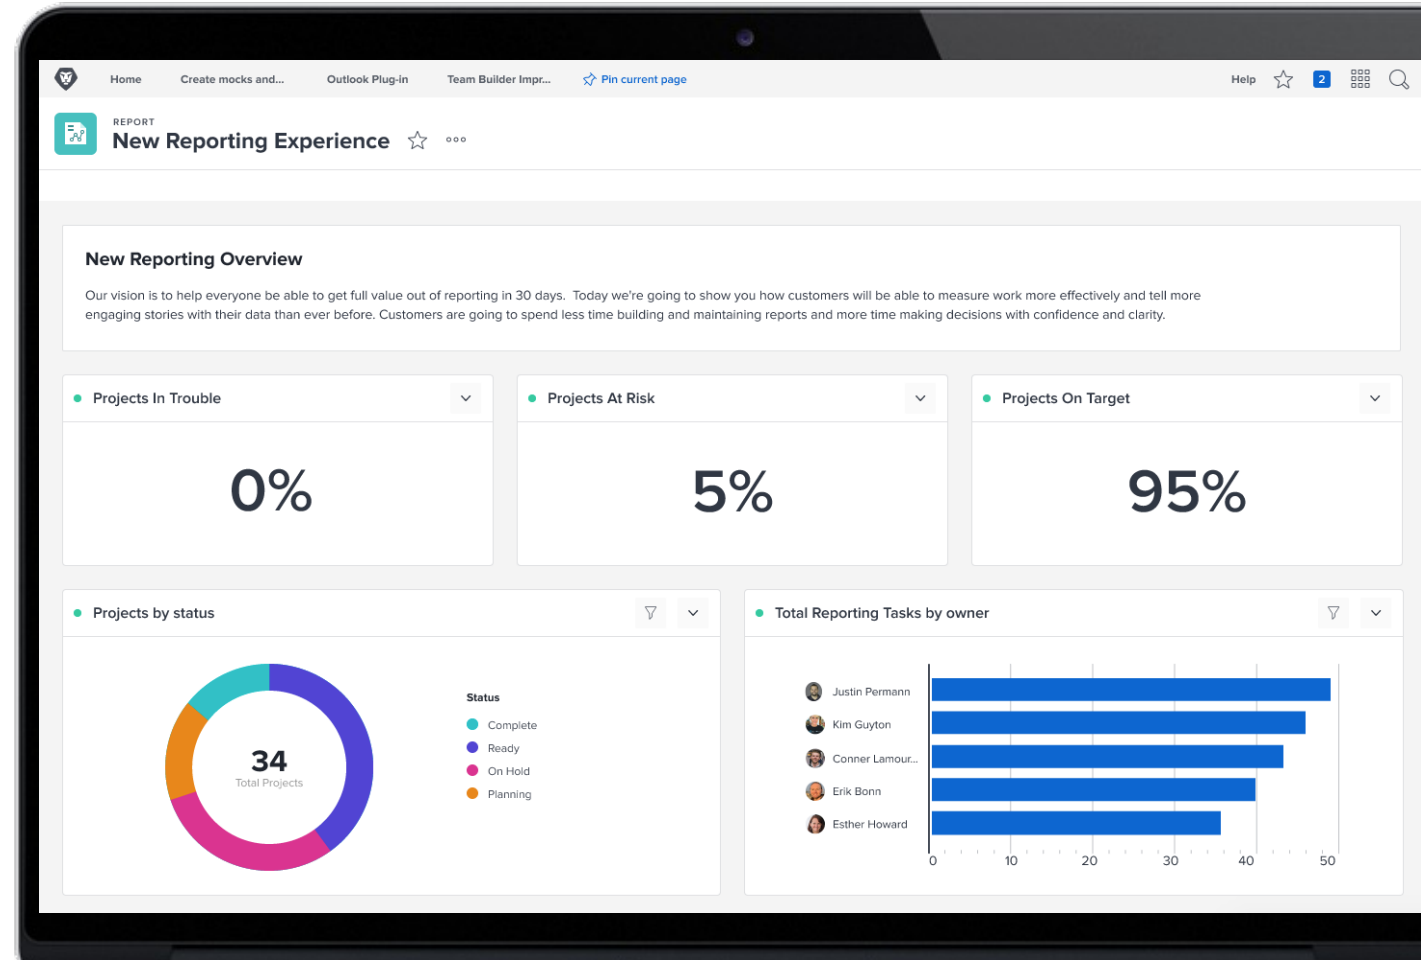 Home Create mocks and... Outlook Plug-in Team Builder Impr... Pin current page Help 2
REPORT
New Reporting Experience
New Reporting Overview
Our vision is to help everyone be able to get full value out of reporting in 30 days. Today we're going to show you how customers will be able to measure work more effectively and tell more
engaging stories with their data than ever before. Customers are going to spend less time building and maintaining reports and more time making decisions with confidence and clarity.
Projects In Trouble
0%
Projects At Risk
5%
Projects On Target
95%
Projects by status
34
Total Projects
Status
Complete
Ready
On Hold
Planning
Total Reporting Tasks by owner
Justin Permann
Kim Guyton
Conner Lamour...
Erik Bonn
Esther Howard
0 10 20 30 40 50